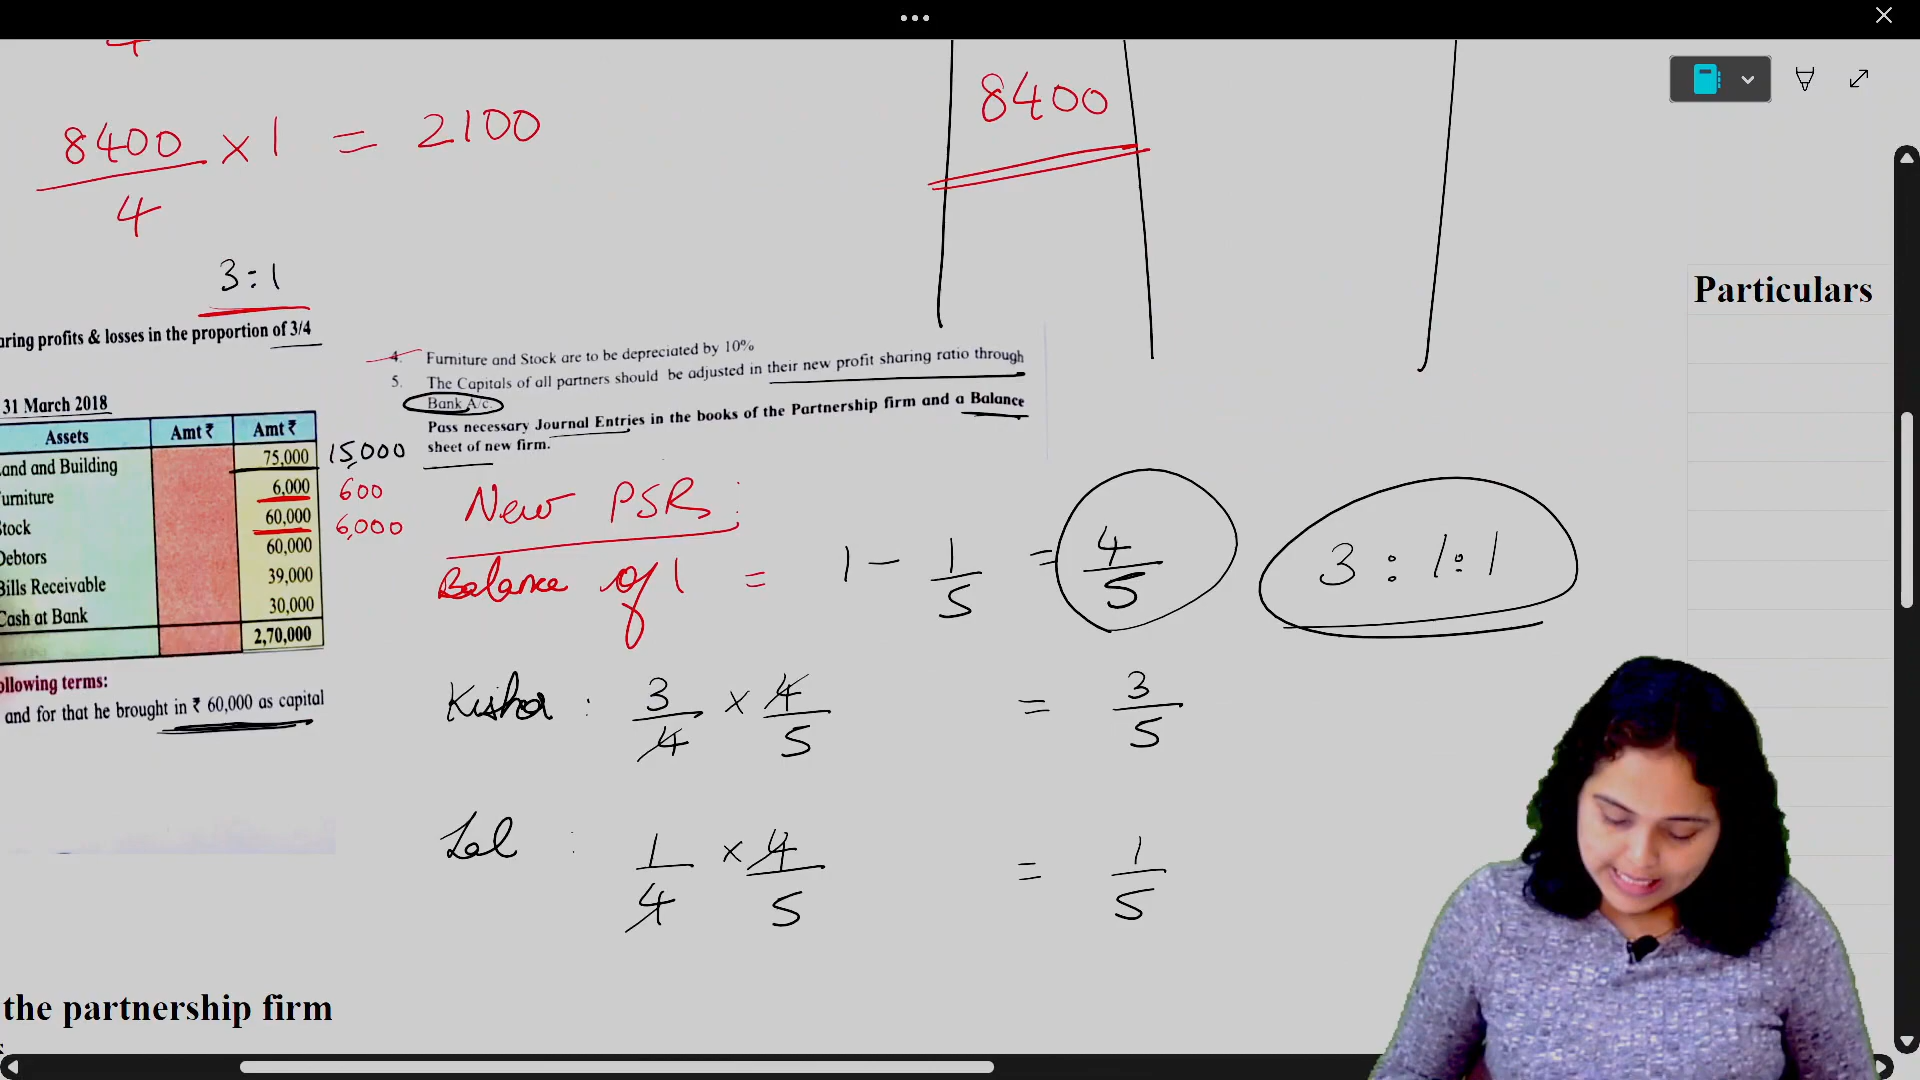 4
8400
8400 × 1 = 2100
4
3:1
aring profits & losses in the proportion of 3/4
31 March 2018
Assets Amt ₹ Amt ₹
and and Building 75,000 15,000
urniture 6,000 600
tock 60,000 6,000
Debtors 60,000
Bills Receivable 39,000
Cash at Bank 30,000
2,70,000
ollowing terms:
and for that he brought in ₹ 60,000 as capital
4. Furniture and Stock are to be depreciated by 10%
5. The Capitals of all partners should be adjusted in their new profit sharing ratio through
Bank A/c.
Pass necessary Journal Entries in the books of the Partnership firm and a Balance
sheet of new firm.
Particulars
New PSR :
Balance of 1 = 1 - 1/5 = 4/5
3 : 1 : 1
Kishor : 3/4 × 4/5 = 3/5
Lal : 1/4 × 4/5 = 1/5
the partnership firm